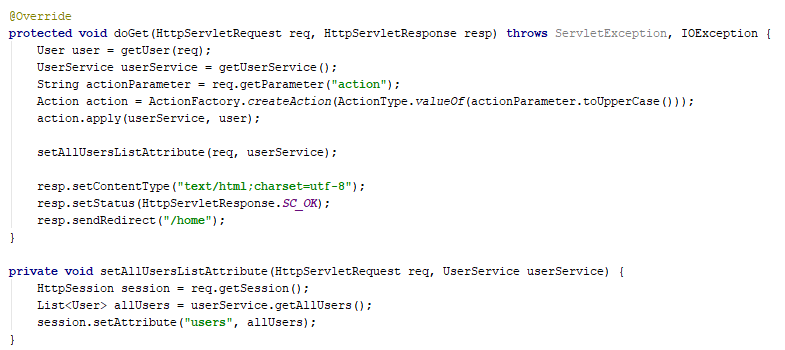 @Override
protected void doGet(HttpServletRequest req, HttpServletResponse resp) throws ServletException, IOException {
    User user = getUser(req);
    UserService userService = getUserService();
    String actionParameter = req.getParameter("action");
    Action action = ActionFactory.createAction(ActionType.valueOf(actionParameter.toUpperCase()));
    action.apply(userService, user);

    setAllUsersListAttribute(req, userService);

    resp.setContentType("text/html;charset=utf-8");
    resp.setStatus(HttpServletResponse.SC_OK);
    resp.sendRedirect("/home");
}

private void setAllUsersListAttribute(HttpServletRequest req, UserService userService) {
    HttpSession session = req.getSession();
    List<User> allUsers = userService.getAllUsers();
    session.setAttribute("users", allUsers);
}